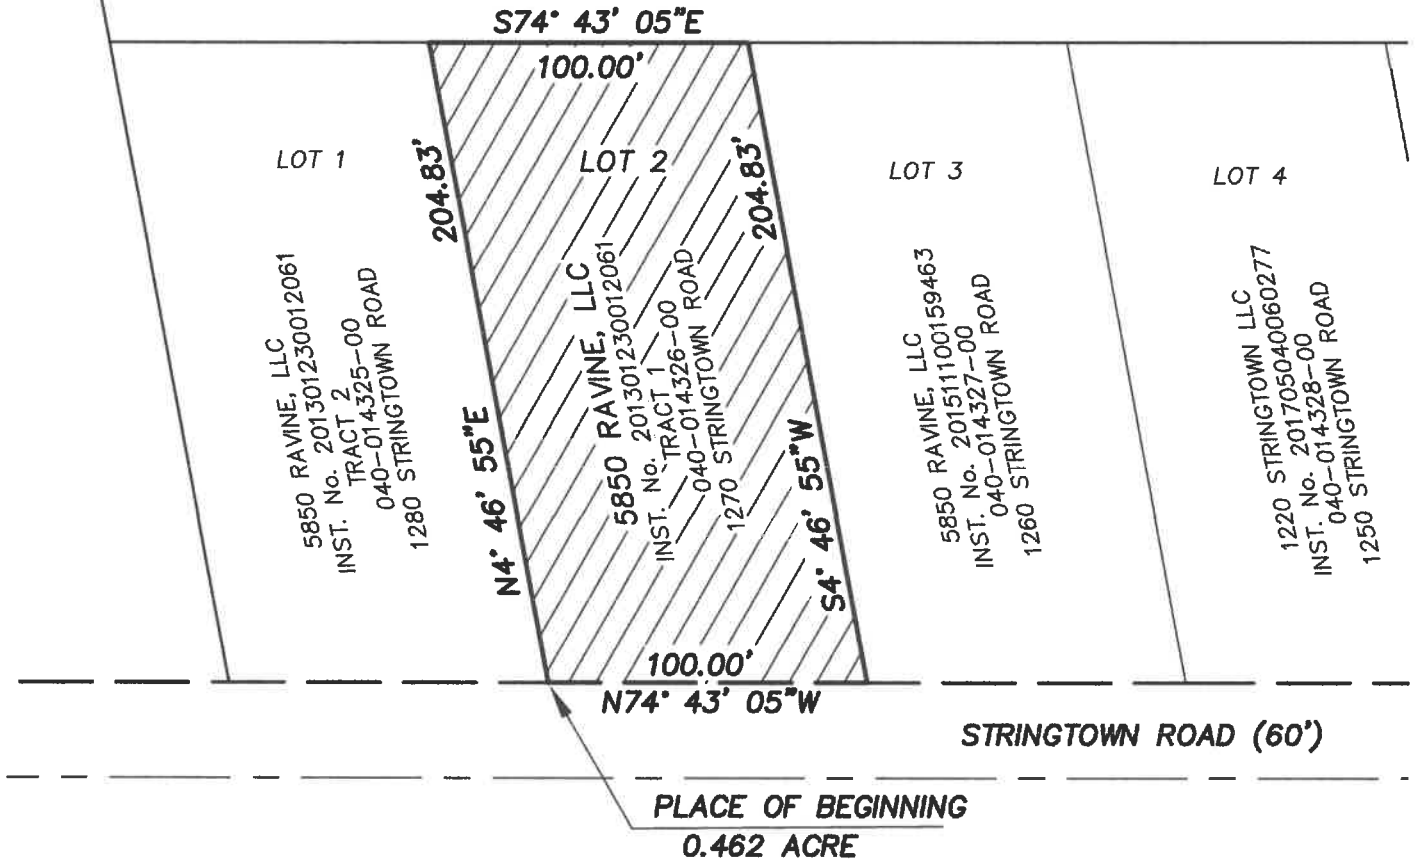 S74° 43' 05"E
100.00'
LOT 1
204.83'
LOT 2
204.83'
LOT 3
LOT 4
5850 RAVINE, LLC
INST. No. 201301230012061
TRACT 2
040-014325-00
1280 STRINGTOWN ROAD
N4° 46' 55"E
5850 RAVINE, LLC
INST. No. 201301230012061
TRACT 1
040-014326-00
1270 STRINGTOWN ROAD
S4° 46' 55"W
5850 RAVINE, LLC
INST. No. 201511100159463
040-014327-00
1260 STRINGTOWN ROAD
1220 STRINGTOWN LLC
INST. No. 201705040060277
040-014328-00
1250 STRINGTOWN ROAD
100.00'
N74° 43' 05"W
STRINGTOWN ROAD (60')
PLACE OF BEGINNING
0.462 ACRE